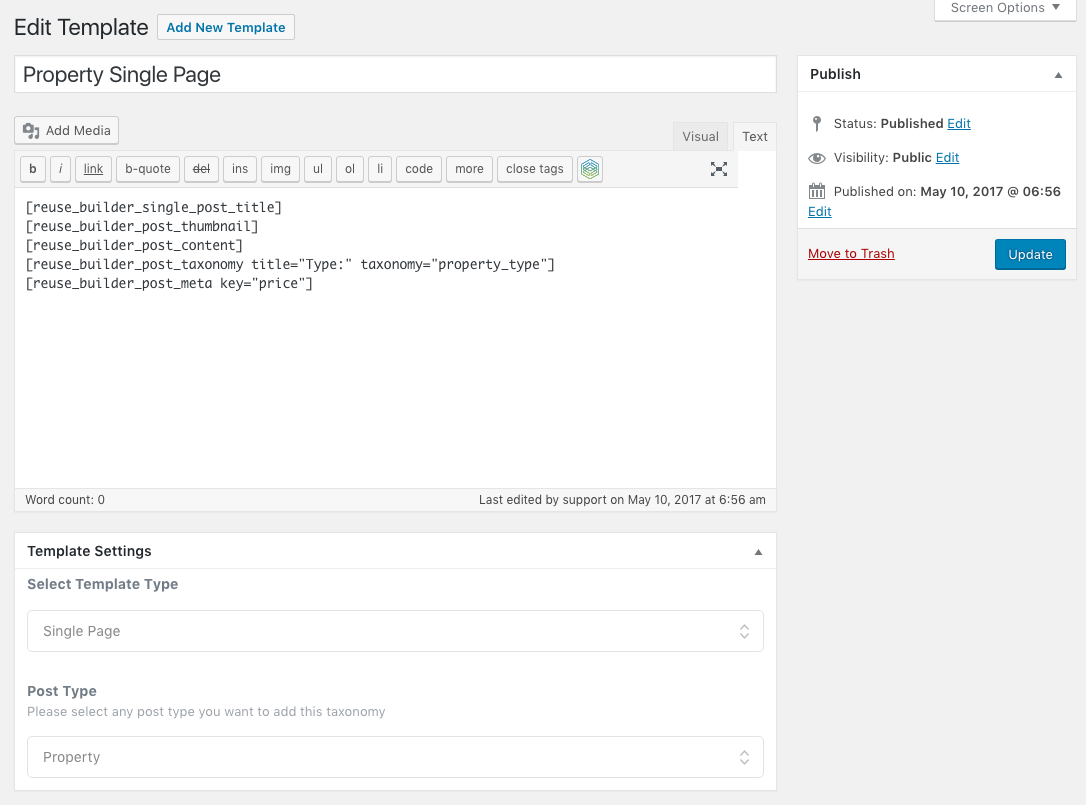 Screen Options
Edit Template Add New Template
Property Single Page
Add Media
Visual Text
b i link b-quote del ins img ul ol li code more close tags
[reuse_builder_single_post_title]
[reuse_builder_post_thumbnail]
[reuse_builder_post_content]
[reuse_builder_post_taxonomy title="Type:" taxonomy="property_type"]
[reuse_builder_post_meta key="price"]
Word count: 0 Last edited by support on May 10, 2017 at 6:56 am
Template Settings
Select Template Type
Single Page
Post Type
Please select any post type you want to add this taxonomy
Property
Publish
Status: Published Edit
Visibility: Public Edit
Published on: May 10, 2017 @ 06:56
Edit
Move to Trash Update